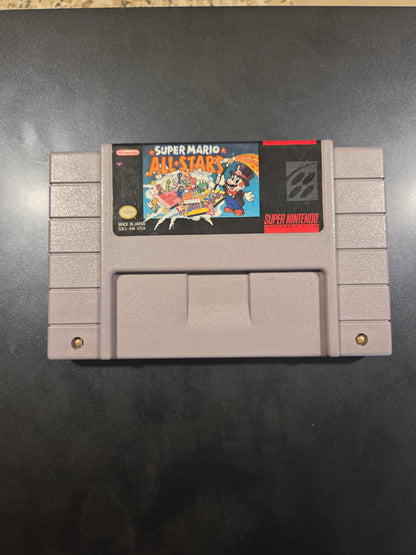 Nintendo
SUPER MARIO
ALL★STARS
MADE IN JAPAN
SNS-4M-USA
SUPER NINTENDO